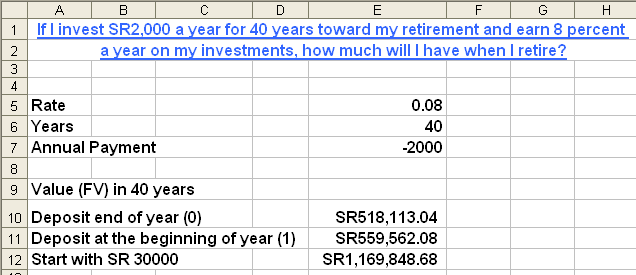 A B C D E F G H
1 If I invest SR2,000 a year for 40 years toward my retirement and earn 8 percent
2 a year on my investments, how much will I have when I retire?
3
4
5 Rate 0.08
6 Years 40
7 Annual Payment -2000
8
9 Value (FV) in 40 years
10 Deposit end of year (0) SR518,113.04
11 Deposit at the beginning of year (1) SR559,562.08
12 Start with SR 30000 SR1,169,848.68